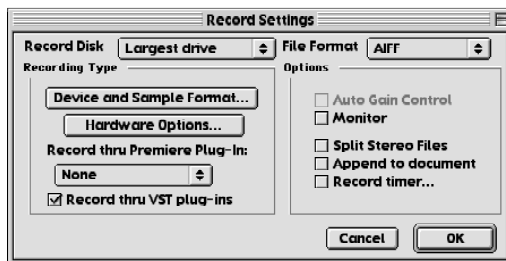 Record Settings
Record Disk Largest drive File Format AIFF
Recording Type
Device and Sample Format...
Hardware Options...
Record thru Premiere Plug-In:
None
Record thru VST plug-ins
Options
Auto Gain Control
Monitor
Split Stereo Files
Append to document
Record timer...
Cancel OK